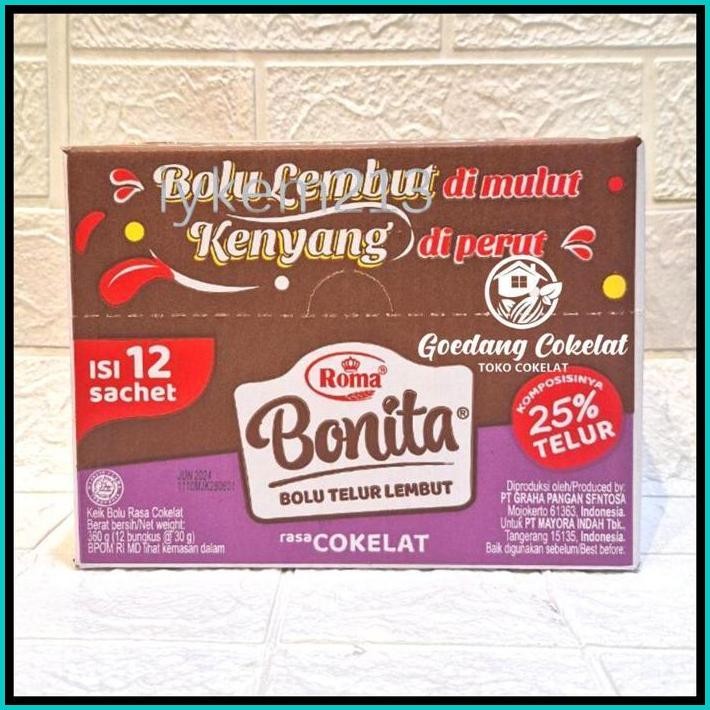 Bolu Lembut di mulut
iykem213
Kenyang di perut
Goedang Cokelat
TOKO COKELAT
ISI 12
sachet
Roma®
Bonita®
BOLU TELUR LEMBUT
rasa COKELAT
KOMPOSISINYA
25%
TELUR
JUN 2024
Keik Bolu Rasa Cokelat
Berat bersih/Net weight:
360 g (12 bungkus @ 30 g)
BPOM RI MD lihat kemasan dalam
Diproduksi oleh/Produced by:
PT GRAHA PANGAN SENTOSA
Mojokerto 61363, Indonesia.
Untuk PT MAYORA INDAH Tbk.,
Tangerang 15135, Indonesia.
Baik digunakan sebelum/Best before: